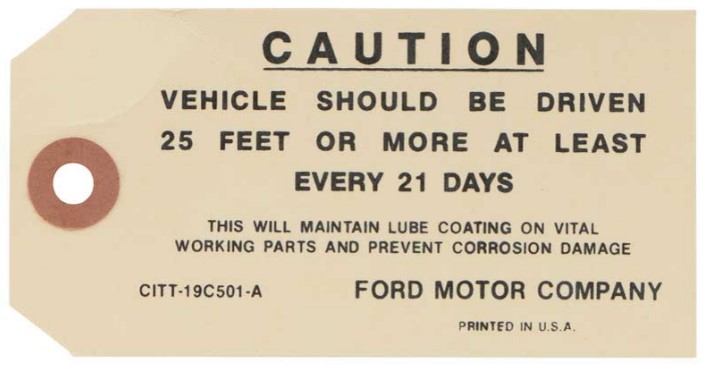 CAUTION
VEHICLE SHOULD BE DRIVEN
25 FEET OR MORE AT LEAST
EVERY 21 DAYS
THIS WILL MAINTAIN LUBE COATING ON VITAL
WORKING PARTS AND PREVENT CORROSION DAMAGE
CITT-19C501-A FORD MOTOR COMPANY
PRINTED IN U.S.A.